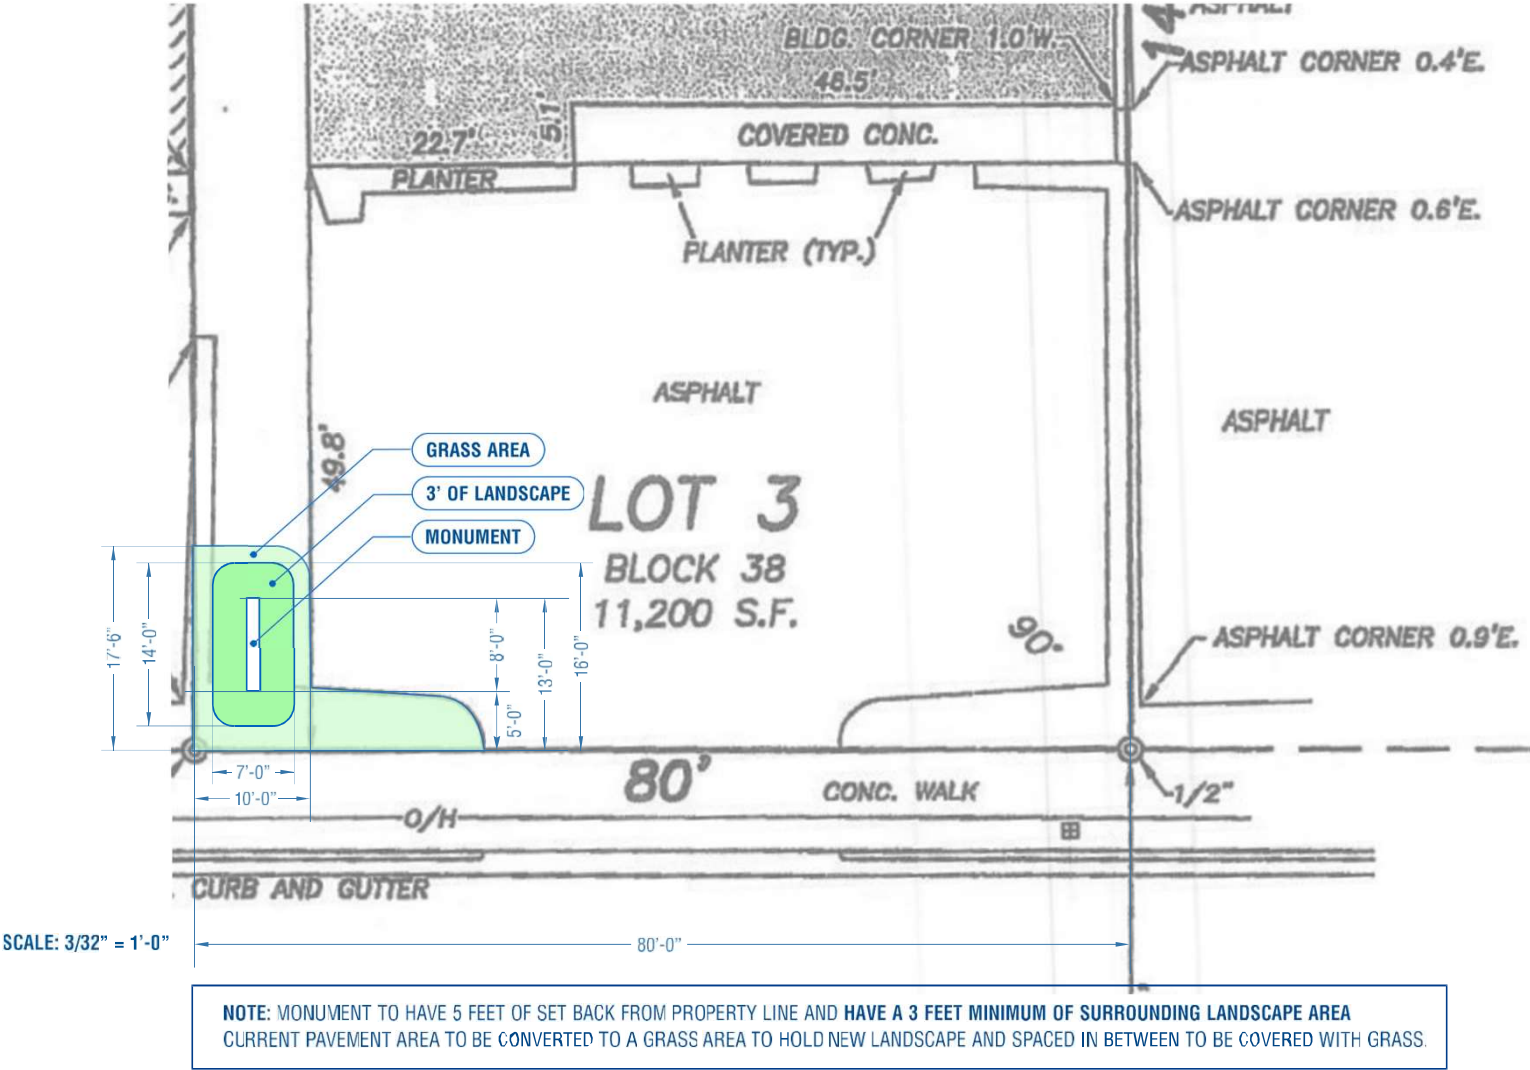 ASPHALT
14
BLDG. CORNER 1.0'W.
ASPHALT CORNER 0.4'E.
46.5'
5.1'
22.7'
COVERED CONC.
PLANTER
ASPHALT CORNER 0.6'E.
PLANTER (TYP.)
ASPHALT
ASPHALT
49.8'
GRASS AREA
3’ OF LANDSCAPE
MONUMENT
LOT 3
BLOCK 38
11,200 S.F.
90°
ASPHALT CORNER 0.9'E.
17’-6”
14’-0”
8’-0”
13’-0”
16’-0”
5’-0”
7’-0”
10’-0”
80'
CONC. WALK
1/2"
O/H
CURB AND GUTTER
SCALE: 3/32” = 1’-0”
80’-0”
NOTE: MONUMENT TO HAVE 5 FEET OF SET BACK FROM PROPERTY LINE AND HAVE A 3 FEET MINIMUM OF SURROUNDING LANDSCAPE AREA
CURRENT PAVEMENT AREA TO BE CONVERTED TO A GRASS AREA TO HOLD NEW LANDSCAPE AND SPACED IN BETWEEN TO BE COVERED WITH GRASS.